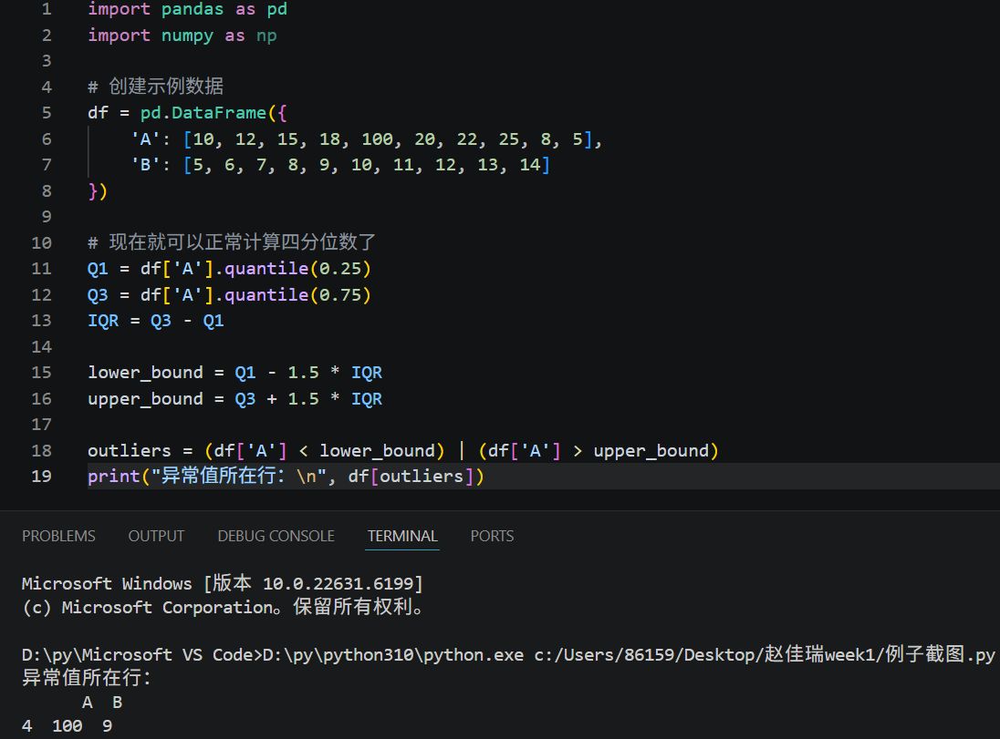 1 import pandas as pd
2 import numpy as np
3
4 # 创建示例数据
5 df = pd.DataFrame({
6     'A': [10, 12, 15, 18, 100, 20, 22, 25, 8, 5],
7     'B': [5, 6, 7, 8, 9, 10, 11, 12, 13, 14]
8 })
9
10 # 现在就可以正常计算四分位数了
11 Q1 = df['A'].quantile(0.25)
12 Q3 = df['A'].quantile(0.75)
13 IQR = Q3 - Q1
14
15 lower_bound = Q1 - 1.5 * IQR
16 upper_bound = Q3 + 1.5 * IQR
17
18 outliers = (df['A'] < lower_bound) | (df['A'] > upper_bound)
19 print("异常值所在行：\n", df[outliers])
PROBLEMS OUTPUT DEBUG CONSOLE TERMINAL PORTS
Microsoft Windows [版本 10.0.22631.6199]
(c) Microsoft Corporation。保留所有权利。
D:\py\Microsoft VS Code>D:\py\python310\python.exe c:/Users/86159/Desktop/赵佳瑞week1/例子截图.py
异常值所在行：
      A  B
4  100  9